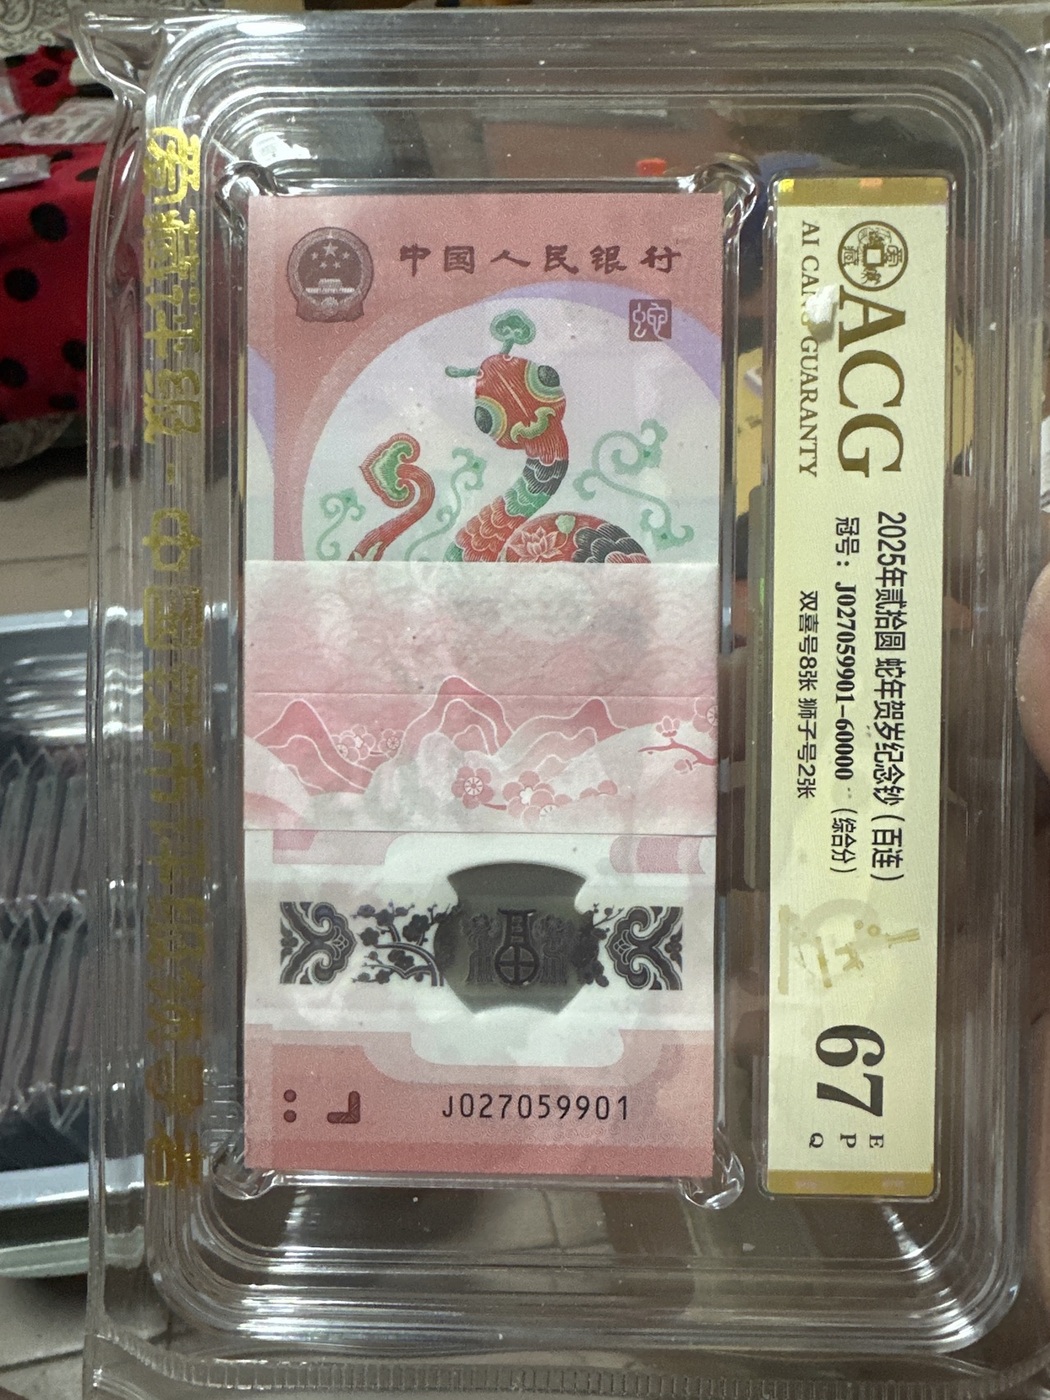 中国人民银行
蛇
J027059901
ACG
AI CANG GUARANTY
2025年贰拾圆 蛇年贺岁纪念钞（百连）
冠号：J027059901-60000 （综合分）
双喜号8张 狮子号2张
67
E
P
Q